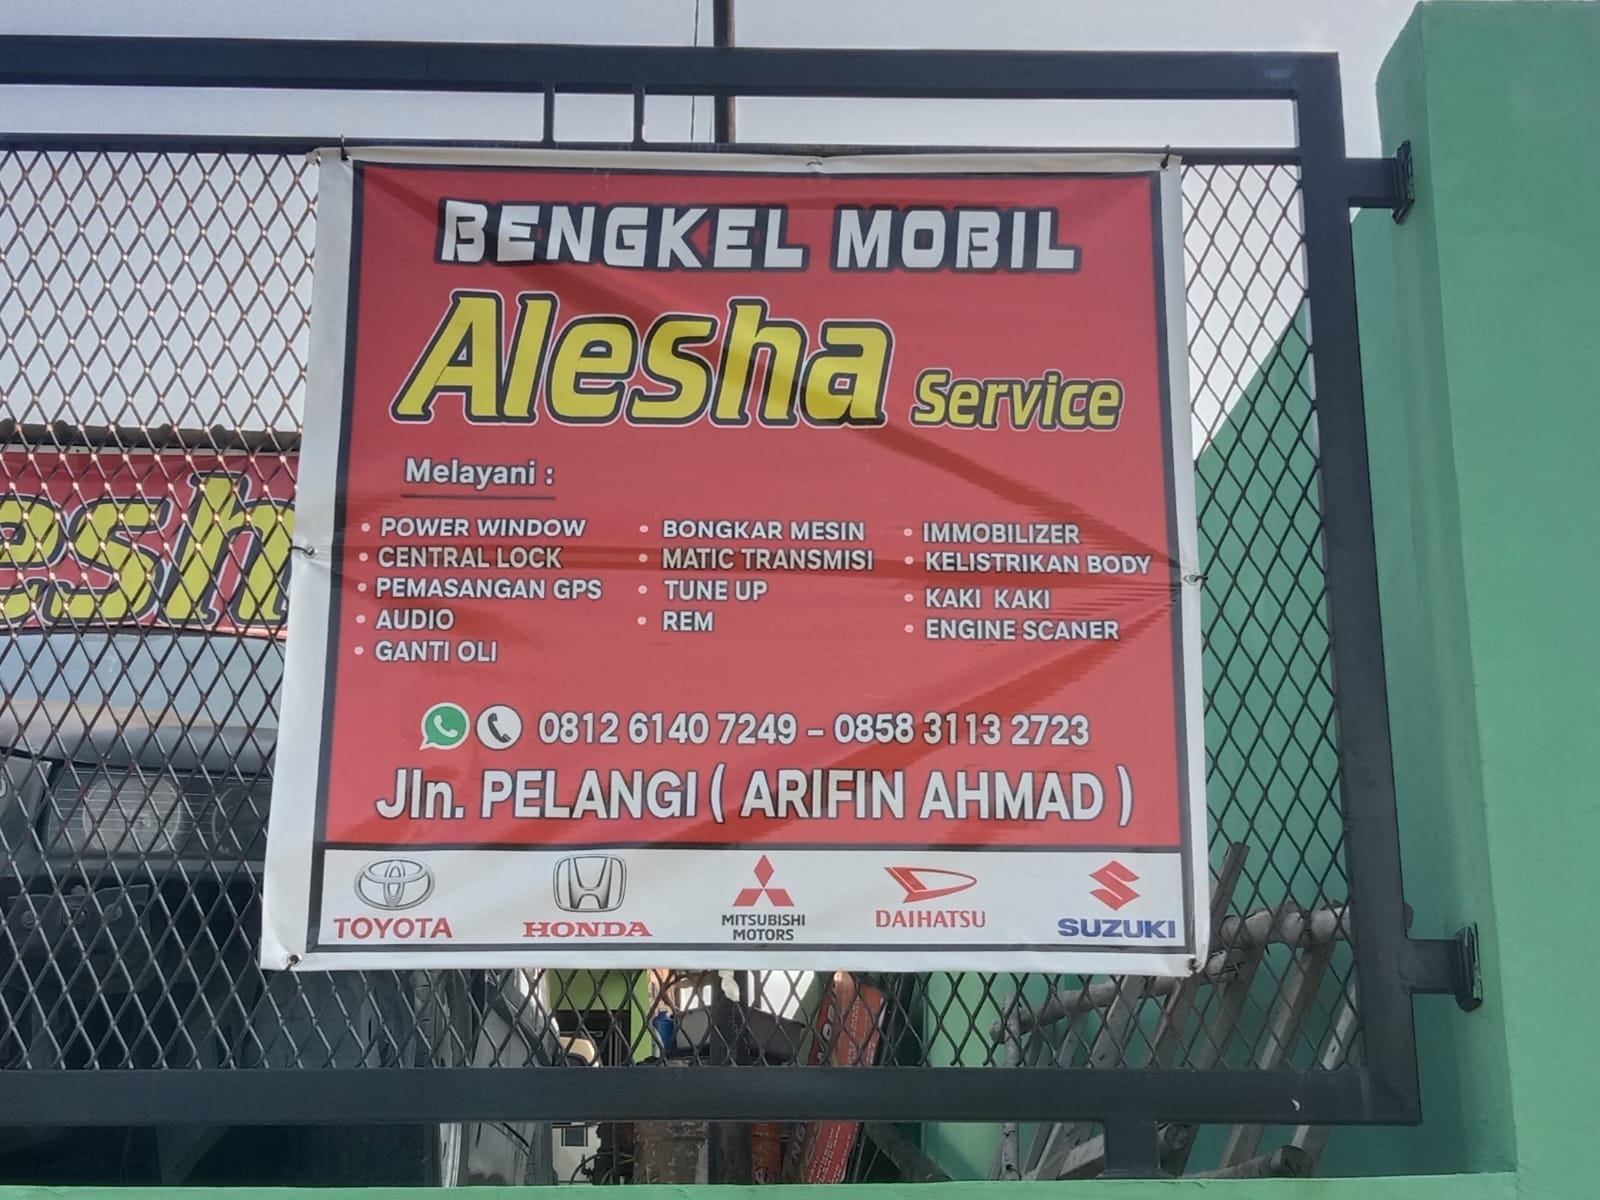 BENGKEL MOBIL
Alesha Service
Melayani :
• POWER WINDOW
• CENTRAL LOCK
• PEMASANGAN GPS
• AUDIO
• GANTI OLI
• BONGKAR MESIN
• MATIC TRANSMISI
• TUNE UP
• REM
• IMMOBILIZER
• KELISTRIKAN BODY
• KAKI KAKI
• ENGINE SCANER
0812 6140 7249 – 0858 3113 2723
Jln. PELANGI ( ARIFIN AHMAD )
TOYOTA
HONDA
MITSUBISHI
MOTORS
DAIHATSU
SUZUKI
esh